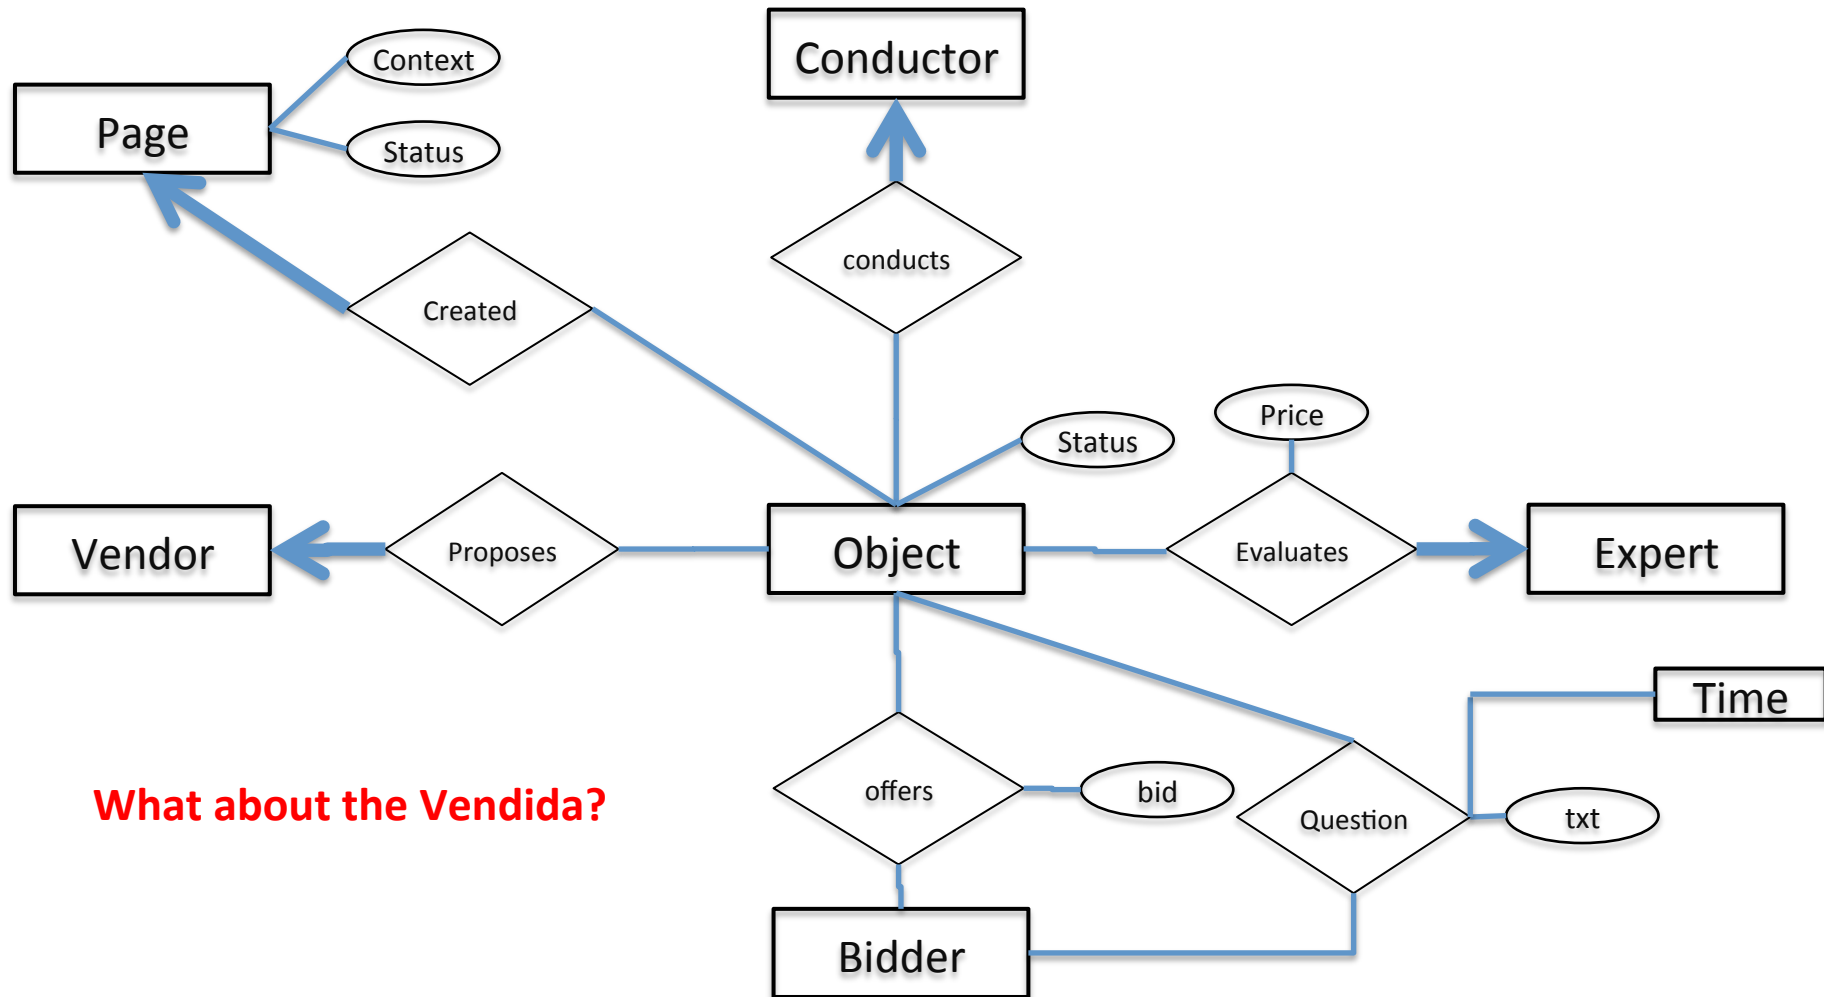 Context
Conductor
Page
Status
conducts
Created
Price
Status
Vendor
Proposes
Object
Evaluates
Expert
Time
What about the Vendida?
offers
bid
Question
txt
Bidder